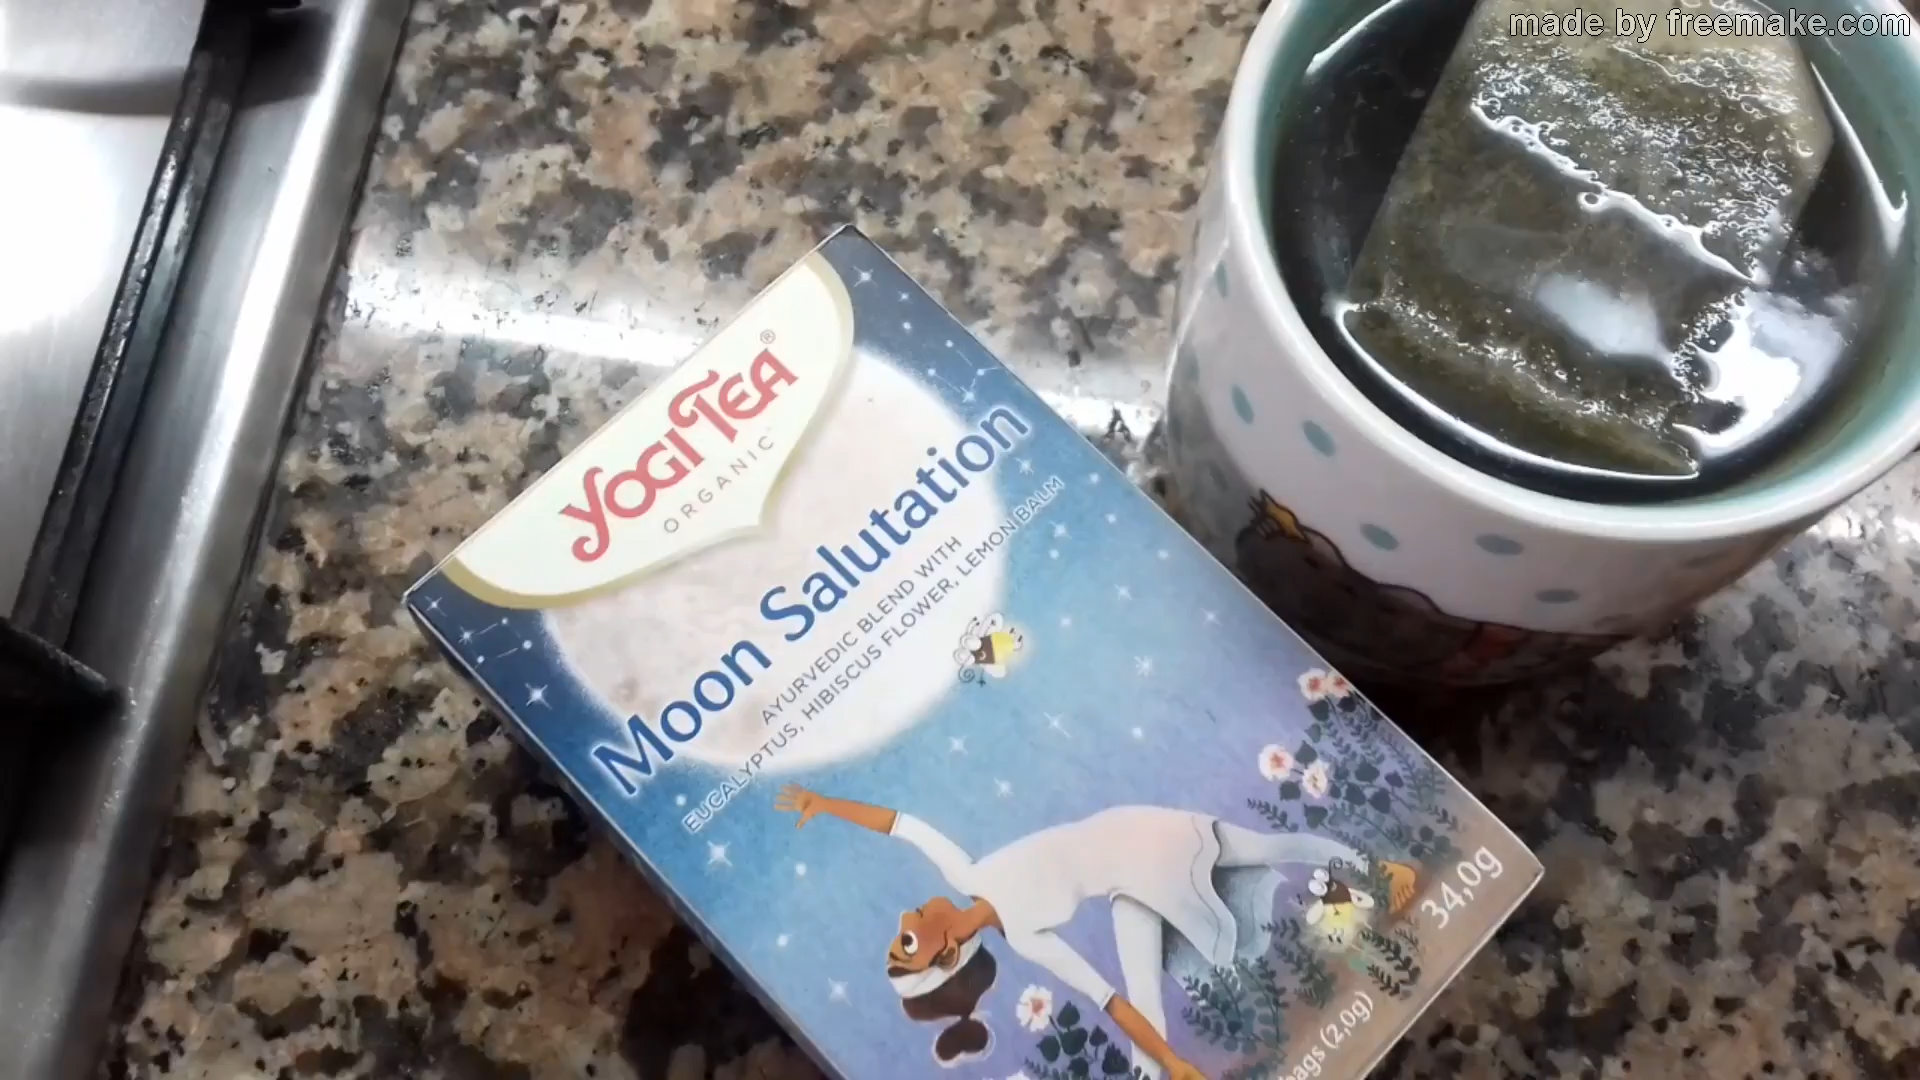 made by freemake.com
YOGI TEA®
ORGANIC
Moon Salutation
AYURVEDIC BLEND WITH
EUCALYPTUS, HIBISCUS FLOWER, LEMON BALM
34,0g
(2,0g)